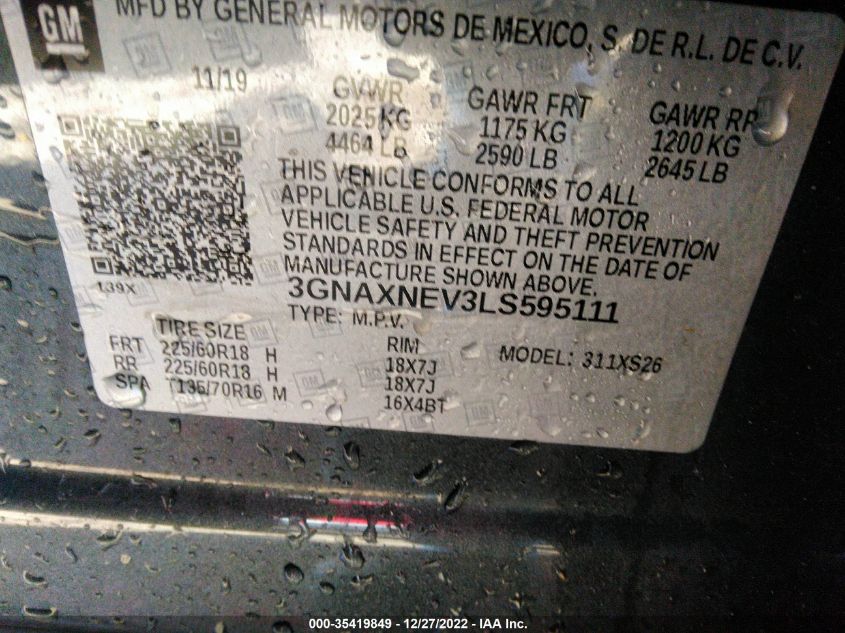 GM
MFD BY GENERAL MOTORS DE MEXICO, S. DE R.L. DE C.V.
11/19 GVWR GAWR FRT GAWR RR
2025 KG 1175 KG 1200 KG
4464 LB 2590 LB 2645 LB
THIS VEHICLE CONFORMS TO ALL
APPLICABLE U.S. FEDERAL MOTOR
VEHICLE SAFETY AND THEFT PREVENTION
STANDARDS IN EFFECT ON THE DATE OF
MANUFACTURE SHOWN ABOVE.
L39X
3GNAXNEV3LS595111
TYPE: M.P.V.
TIRE SIZE RIM MODEL: 311XS26
FRT 225/60R18 H 18X7J
RR 225/60R18 H 18X7J
SPA T135/70R16 M 16X4BT
000-35419849 - 12/27/2022 - IAA Inc.